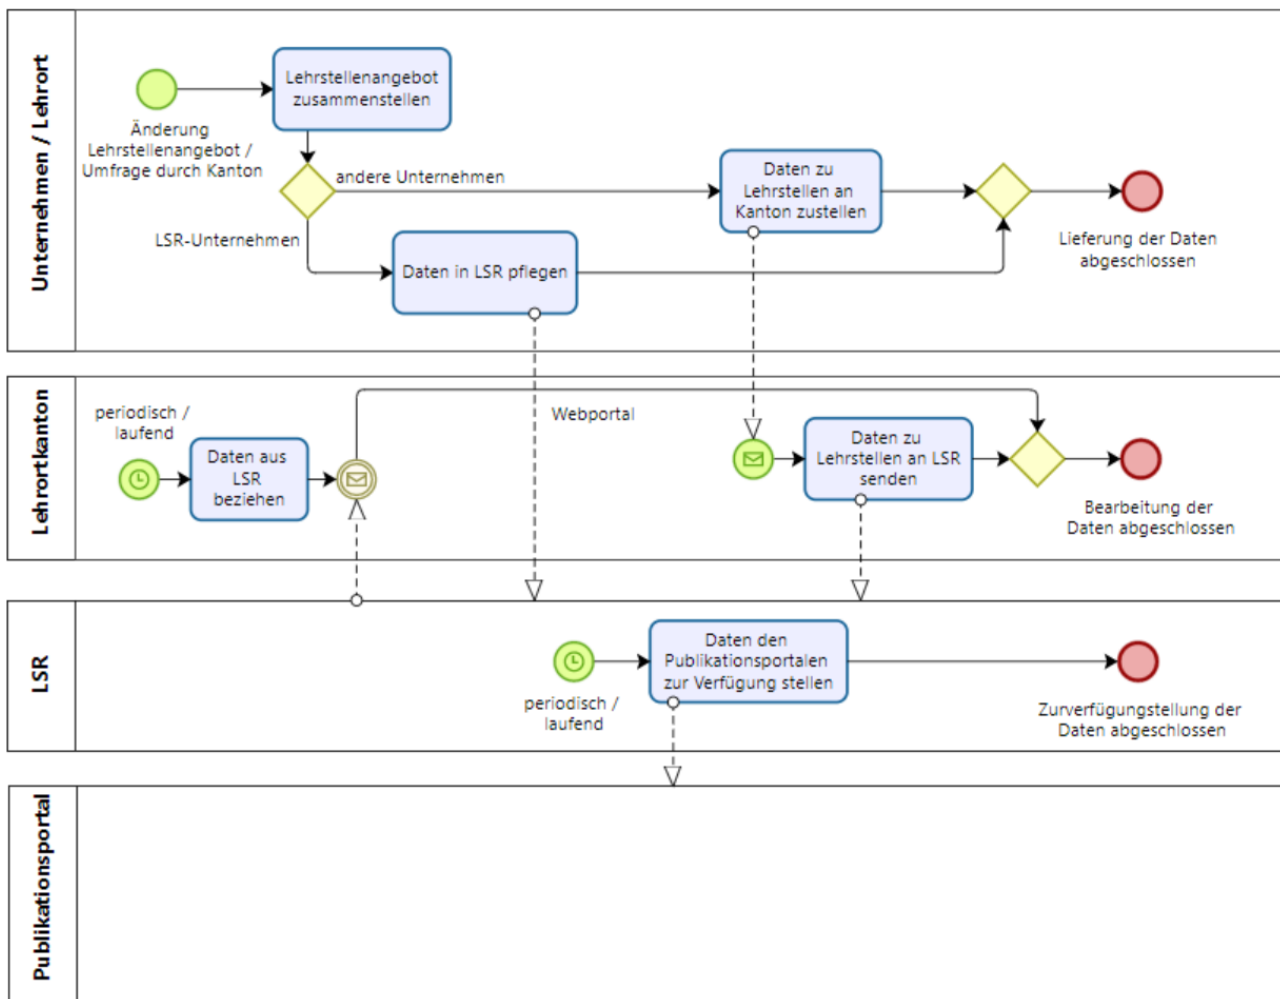 Unternehmen / Lehrort
Lehrstellenangebot
zusammenstellen
Änderung
Lehrstellenangebot /
Umfrage durch Kanton
andere Unternehmen
LSR-Unternehmen
Daten in LSR pflegen
Daten zu
Lehrstellen an
Kanton zustellen
Lieferung der Daten
abgeschlossen
Lehrortkanton
periodisch /
laufend
Daten aus
LSR
beziehen
Webportal
Daten zu
Lehrstellen an LSR
senden
Bearbeitung der
Daten abgeschlossen
LSR
periodisch /
laufend
Daten den
Publikationsportalen
zur Verfügung stellen
Zurverfügungstellung der
Daten abgeschlossen
Publikationsportal